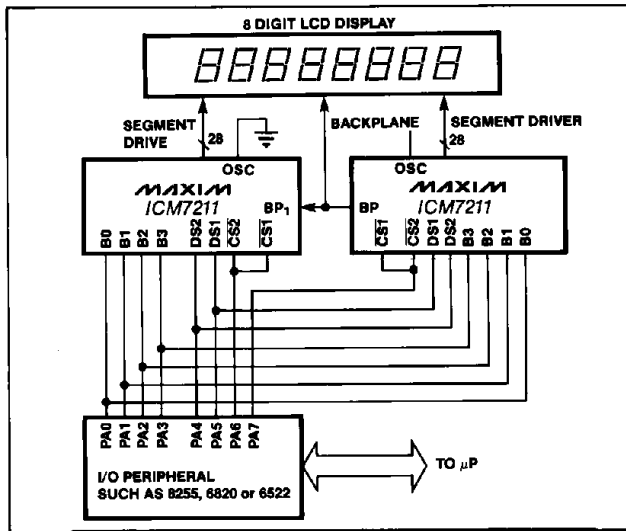 8 DIGIT LCD DISPLAY
SEGMENT
DRIVE
28
BACKPLANE
SEGMENT DRIVER
28
OSC
MAXIM
ICM7211
BP1
B0 B1 B2 B3 DS2 DS1 CS2 CS1
OSC
MAXIM
ICM7211
BP
CS1 CS2 DS1 DS2 B3 B2 B1 B0
PA0 PA1 PA2 PA3 PA4 PA5 PA6 PA7
I/O PERIPHERAL
SUCH AS 8255, 6820 or 6522
TO µP